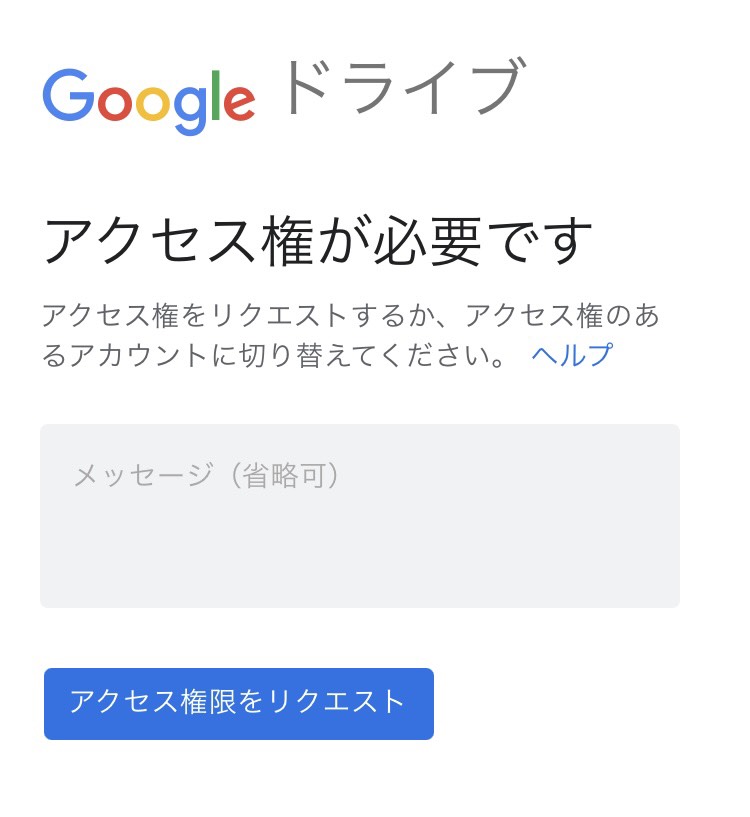 Google ドライブ
アクセス権が必要です
アクセス権をリクエストするか、アクセス権のあ
るアカウントに切り替えてください。 ヘルプ
メッセージ（省略可）
アクセス権限をリクエスト